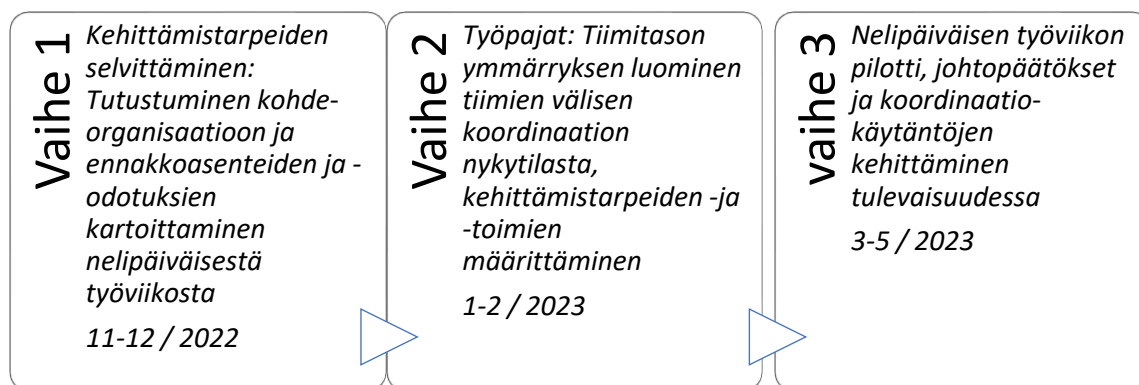 Vaihe 1
Kehittämistarpeiden
selvittäminen:
Tutustuminen kohde-
organisaatioon ja
ennakkoasenteiden ja -
odotuksien
kartoittaminen
nelipäiväisestä
työviikosta
11-12 / 2022
Vaihe 2
Työpajat: Tiimitason
ymmärryksen luominen
tiimien välisen
koordinaation
nykytilasta,
kehittämistarpeiden -ja
-toimien
määrittäminen
1-2 / 2023
vaihe 3
Nelipäiväisen työviikon
pilotti, johtopäätökset
ja koordinaatio-
käytäntöjen
kehittäminen
tulevaisuudessa
3-5 / 2023